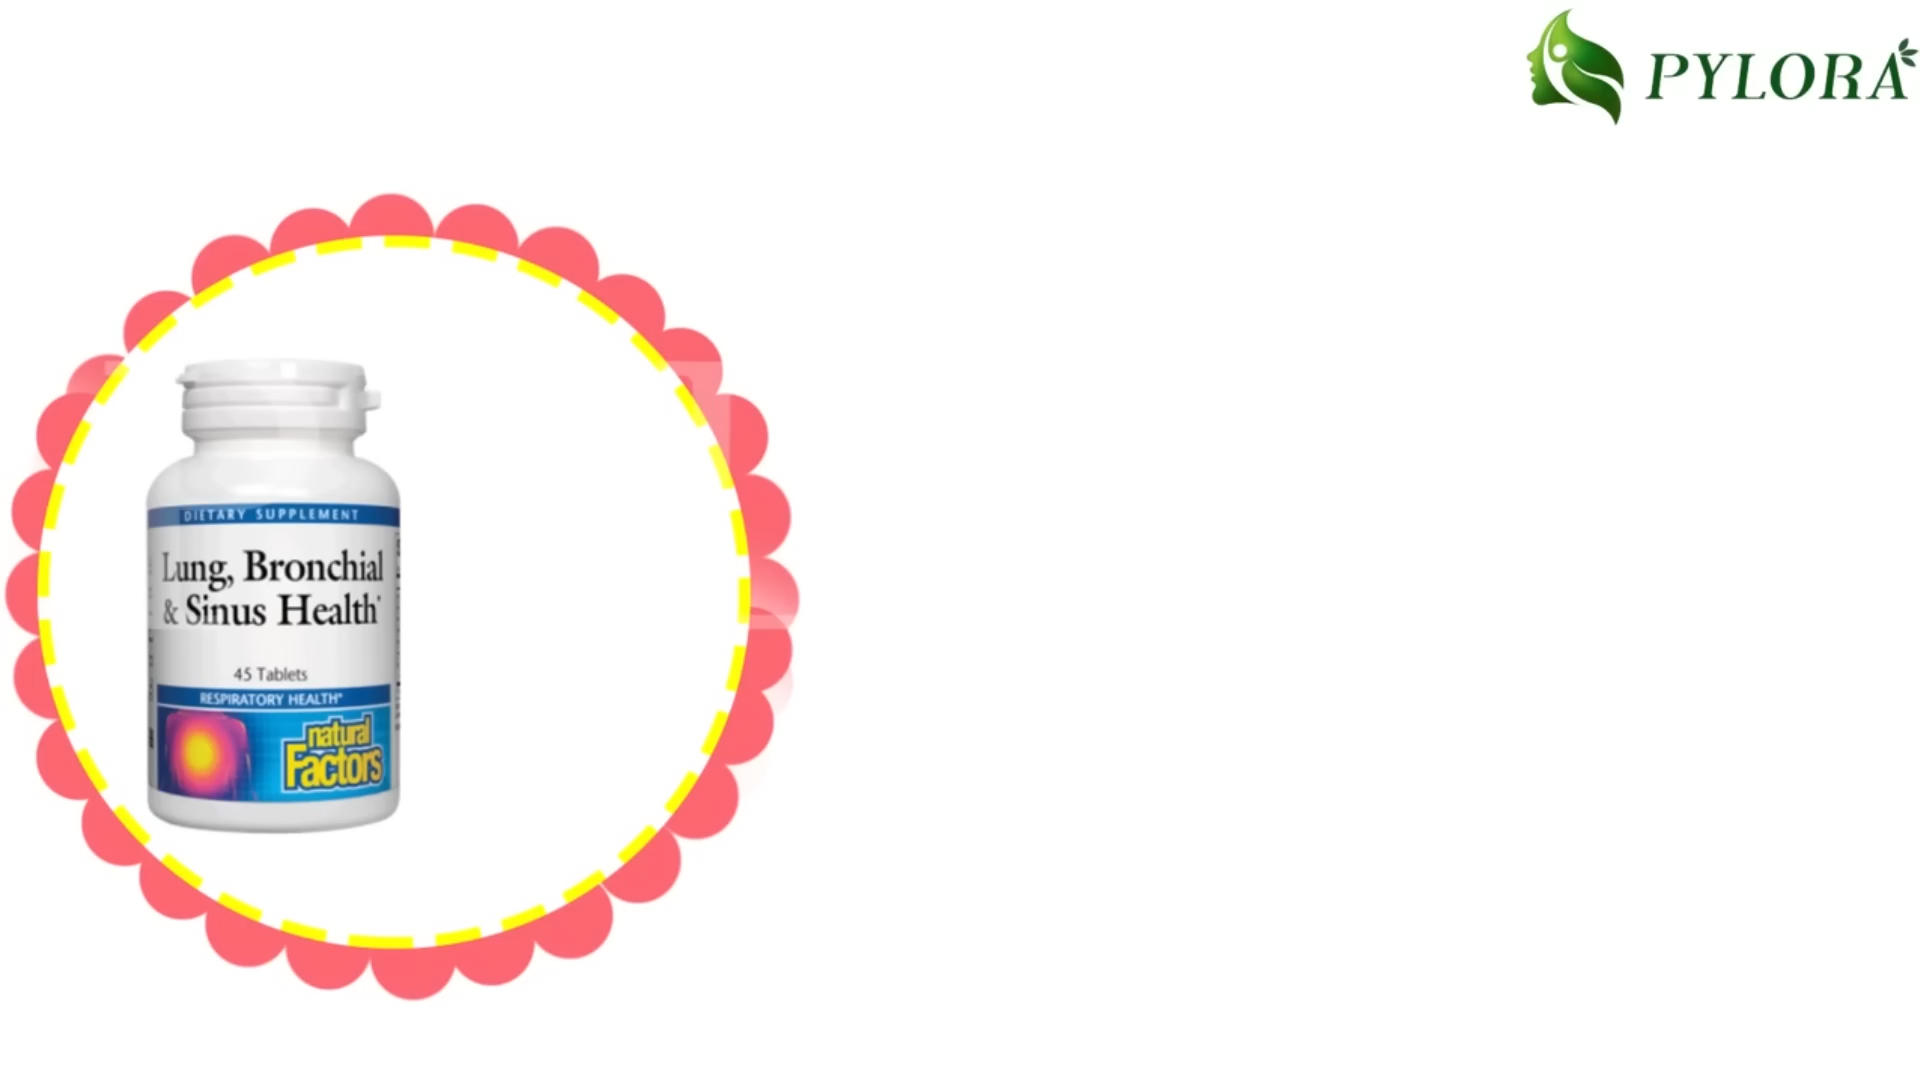 PYLORA
DIETARY SUPPLEMENT
Lung, Bronchial
& Sinus Health*
45 Tablets
RESPIRATORY HEALTH*
natural
Factors